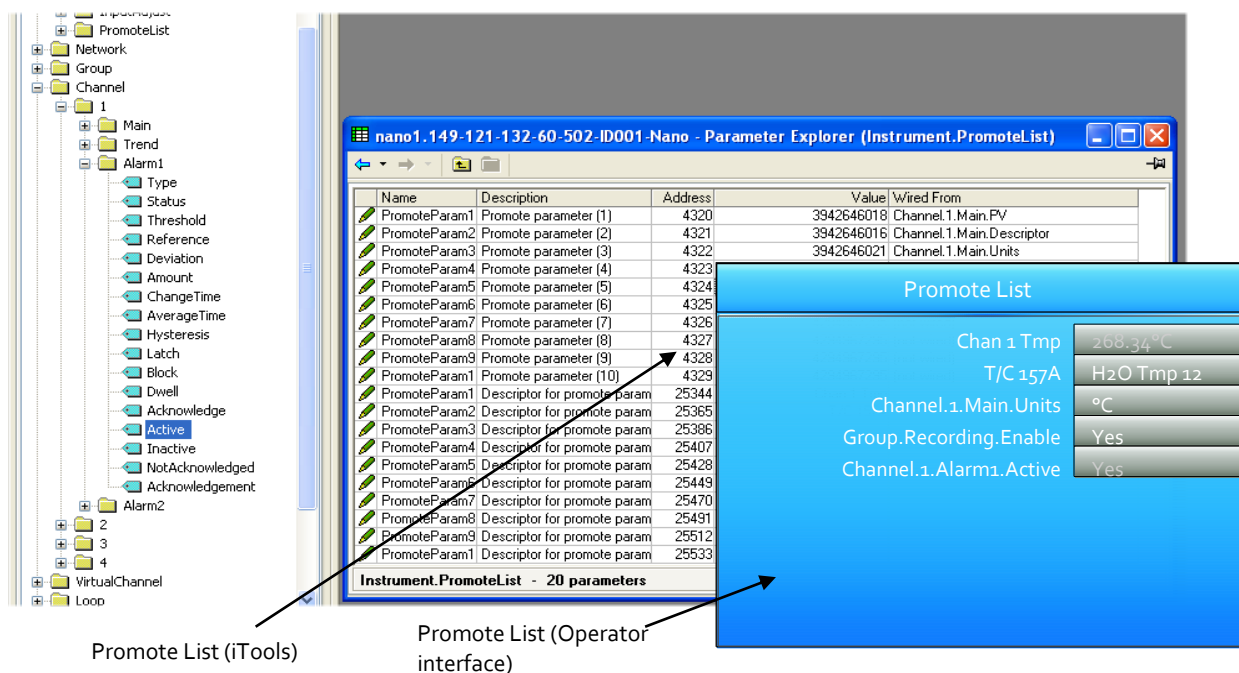 InputAdjust
PromoteList
Network
Group
Channel
1
Main
Trend
Alarm1
Type
Status
Threshold
Reference
Deviation
Amount
ChangeTime
AverageTime
Hysteresis
Latch
Block
Dwell
Acknowledge
Active
Inactive
NotAcknowledged
Acknowledgement
Alarm2
2
3
4
VirtualChannel
Loop
nano1.149-121-132-60-502-ID001-Nano - Parameter Explorer (Instrument.PromoteList)
Name Description Address Value Wired From
PromoteParam1 Promote parameter (1) 4320 3942646018 Channel.1.Main.PV
PromoteParam2 Promote parameter (2) 4321 3942646016 Channel.1.Main.Descriptor
PromoteParam3 Promote parameter (3) 4322 3942646021 Channel.1.Main.Units
PromoteParam4 Promote parameter (4) 4323
PromoteParam5 Promote parameter (5) 4324
PromoteParam6 Promote parameter (6) 4325
PromoteParam7 Promote parameter (7) 4326
PromoteParam8 Promote parameter (8) 4327
PromoteParam9 Promote parameter (9) 4328
PromoteParam1 Promote parameter (10) 4329
PromoteParam1 Descriptor for promote param 25344
PromoteParam2 Descriptor for promote param 25365
PromoteParam3 Descriptor for promote param 25386
PromoteParam4 Descriptor for promote param 25407
PromoteParam5 Descriptor for promote param 25428
PromoteParam6 Descriptor for promote param 25449
PromoteParam7 Descriptor for promote param 25470
PromoteParam8 Descriptor for promote param 25491
PromoteParam9 Descriptor for promote param 25512
PromoteParam1 Descriptor for promote param 25533
Instrument.PromoteList - 20 parameters
Promote List
Chan 1 Tmp 268.34°C
T/C 157A H2O Tmp 12
Channel.1.Main.Units °C
Group.Recording.Enable Yes
Channel.1.Alarm1.Active Yes
Promote List (iTools)
Promote List (Operator
interface)